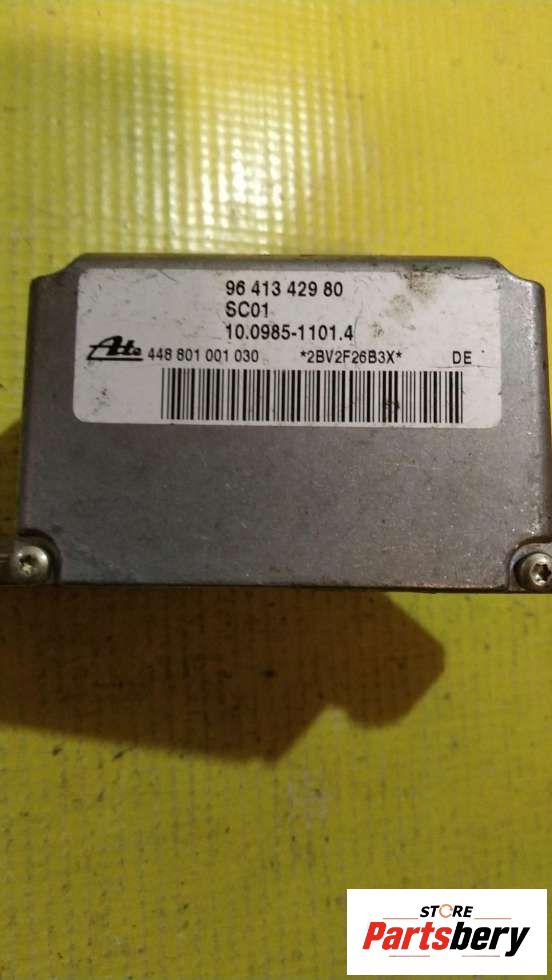 96 413 429 80
SC01
10.0985-1101.4
Ate 448 801 001 030 *2BV2F26B3X* DE
STORE
Partsbery